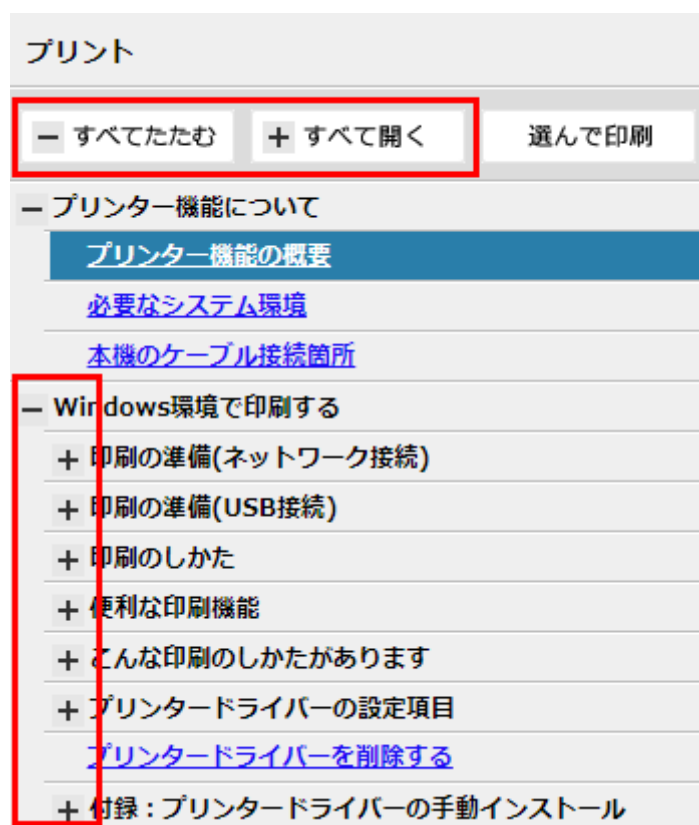 プリント
− すべてたたむ + すべて開く 選んで印刷
− プリンター機能について
プリンター機能の概要
必要なシステム環境
本機のケーブル接続箇所
− Windows環境で印刷する
+ 印刷の準備(ネットワーク接続)
+ 印刷の準備(USB接続)
+ 印刷のしかた
+ 便利な印刷機能
+ こんな印刷のしかたがあります
+ プリンタードライバーの設定項目
プリンタードライバーを削除する
+ 付録：プリンタードライバーの手動インストール